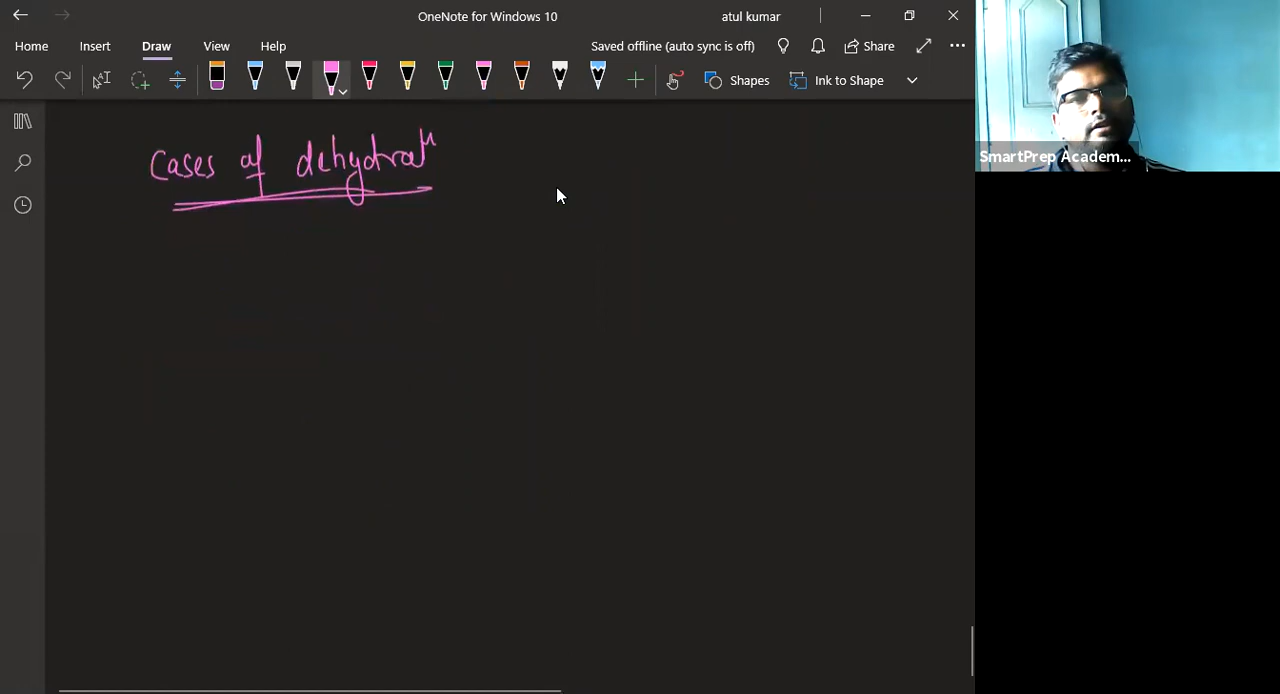 OneNote for Windows 10
atul kumar
Home Insert Draw View Help
Saved offline (auto sync is off)
Share
Shapes
Ink to Shape
SmartPrep Academ...
Cases of dehydratn